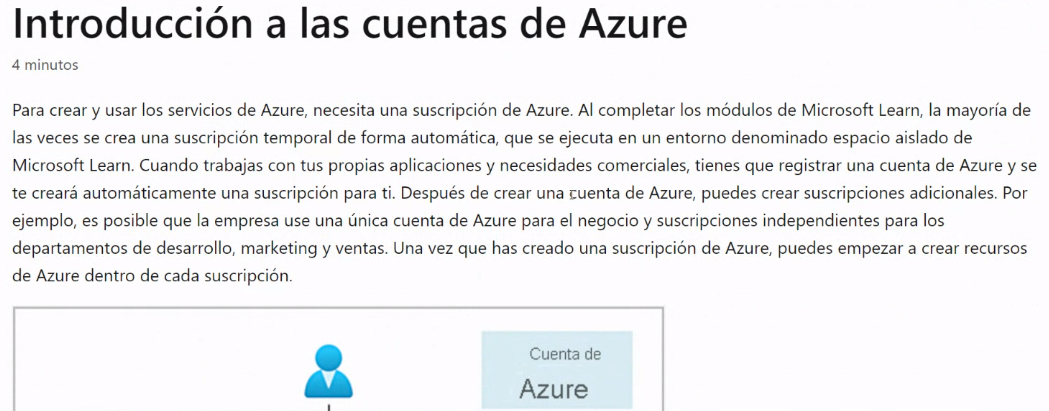 Introducción a las cuentas de Azure
4 minutos
Para crear y usar los servicios de Azure, necesita una suscripción de Azure. Al completar los módulos de Microsoft Learn, la mayoría de
las veces se crea una suscripción temporal de forma automática, que se ejecuta en un entorno denominado espacio aislado de
Microsoft Learn. Cuando trabajas con tus propias aplicaciones y necesidades comerciales, tienes que registrar una cuenta de Azure y se
te creará automáticamente una suscripción para ti. Después de crear una cuenta de Azure, puedes crear suscripciones adicionales. Por
ejemplo, es posible que la empresa use una única cuenta de Azure para el negocio y suscripciones independientes para los
departamentos de desarrollo, marketing y ventas. Una vez que has creado una suscripción de Azure, puedes empezar a crear recursos
de Azure dentro de cada suscripción.
Cuenta de
Azure